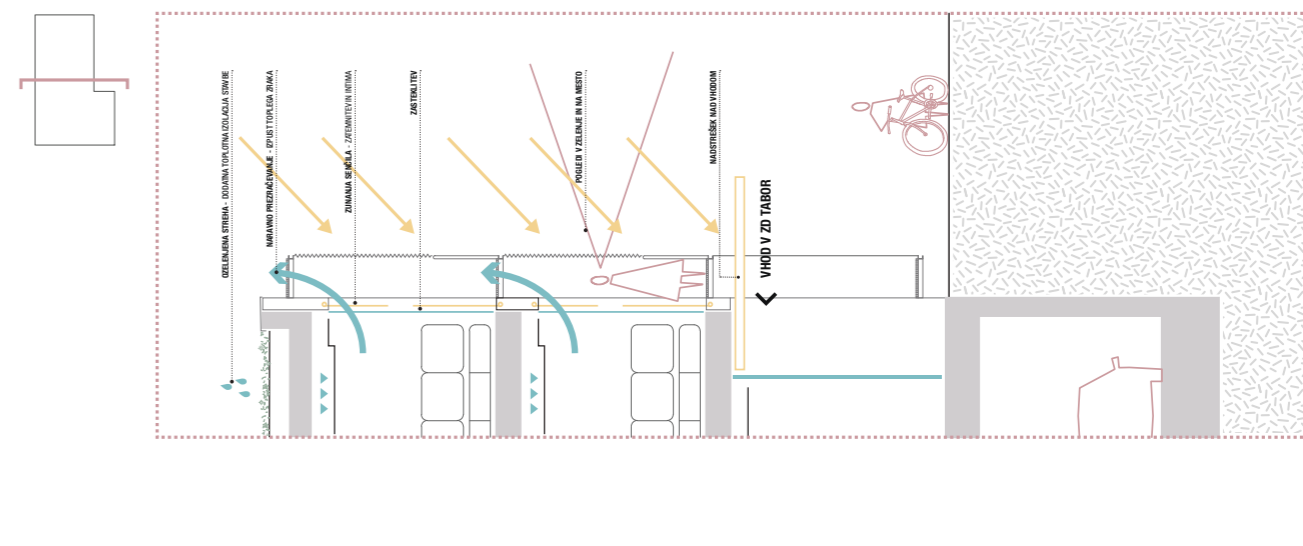 OZELENJENA STREHA - DODATNA TOPLOTNA IZOLACIJA STAVBE
NARAVNO PREZRAČEVANJE - IZPUST TOPLEGA ZRAKA
ZUNANJA SENČILA - ZATEMNITEV IN INTIMA
ZASTEKLITEV
POGLEDI V ZELENJE IN NA MESTO
NADSTREŠEK NAD VHODOM
VHOD V ZD TABOR